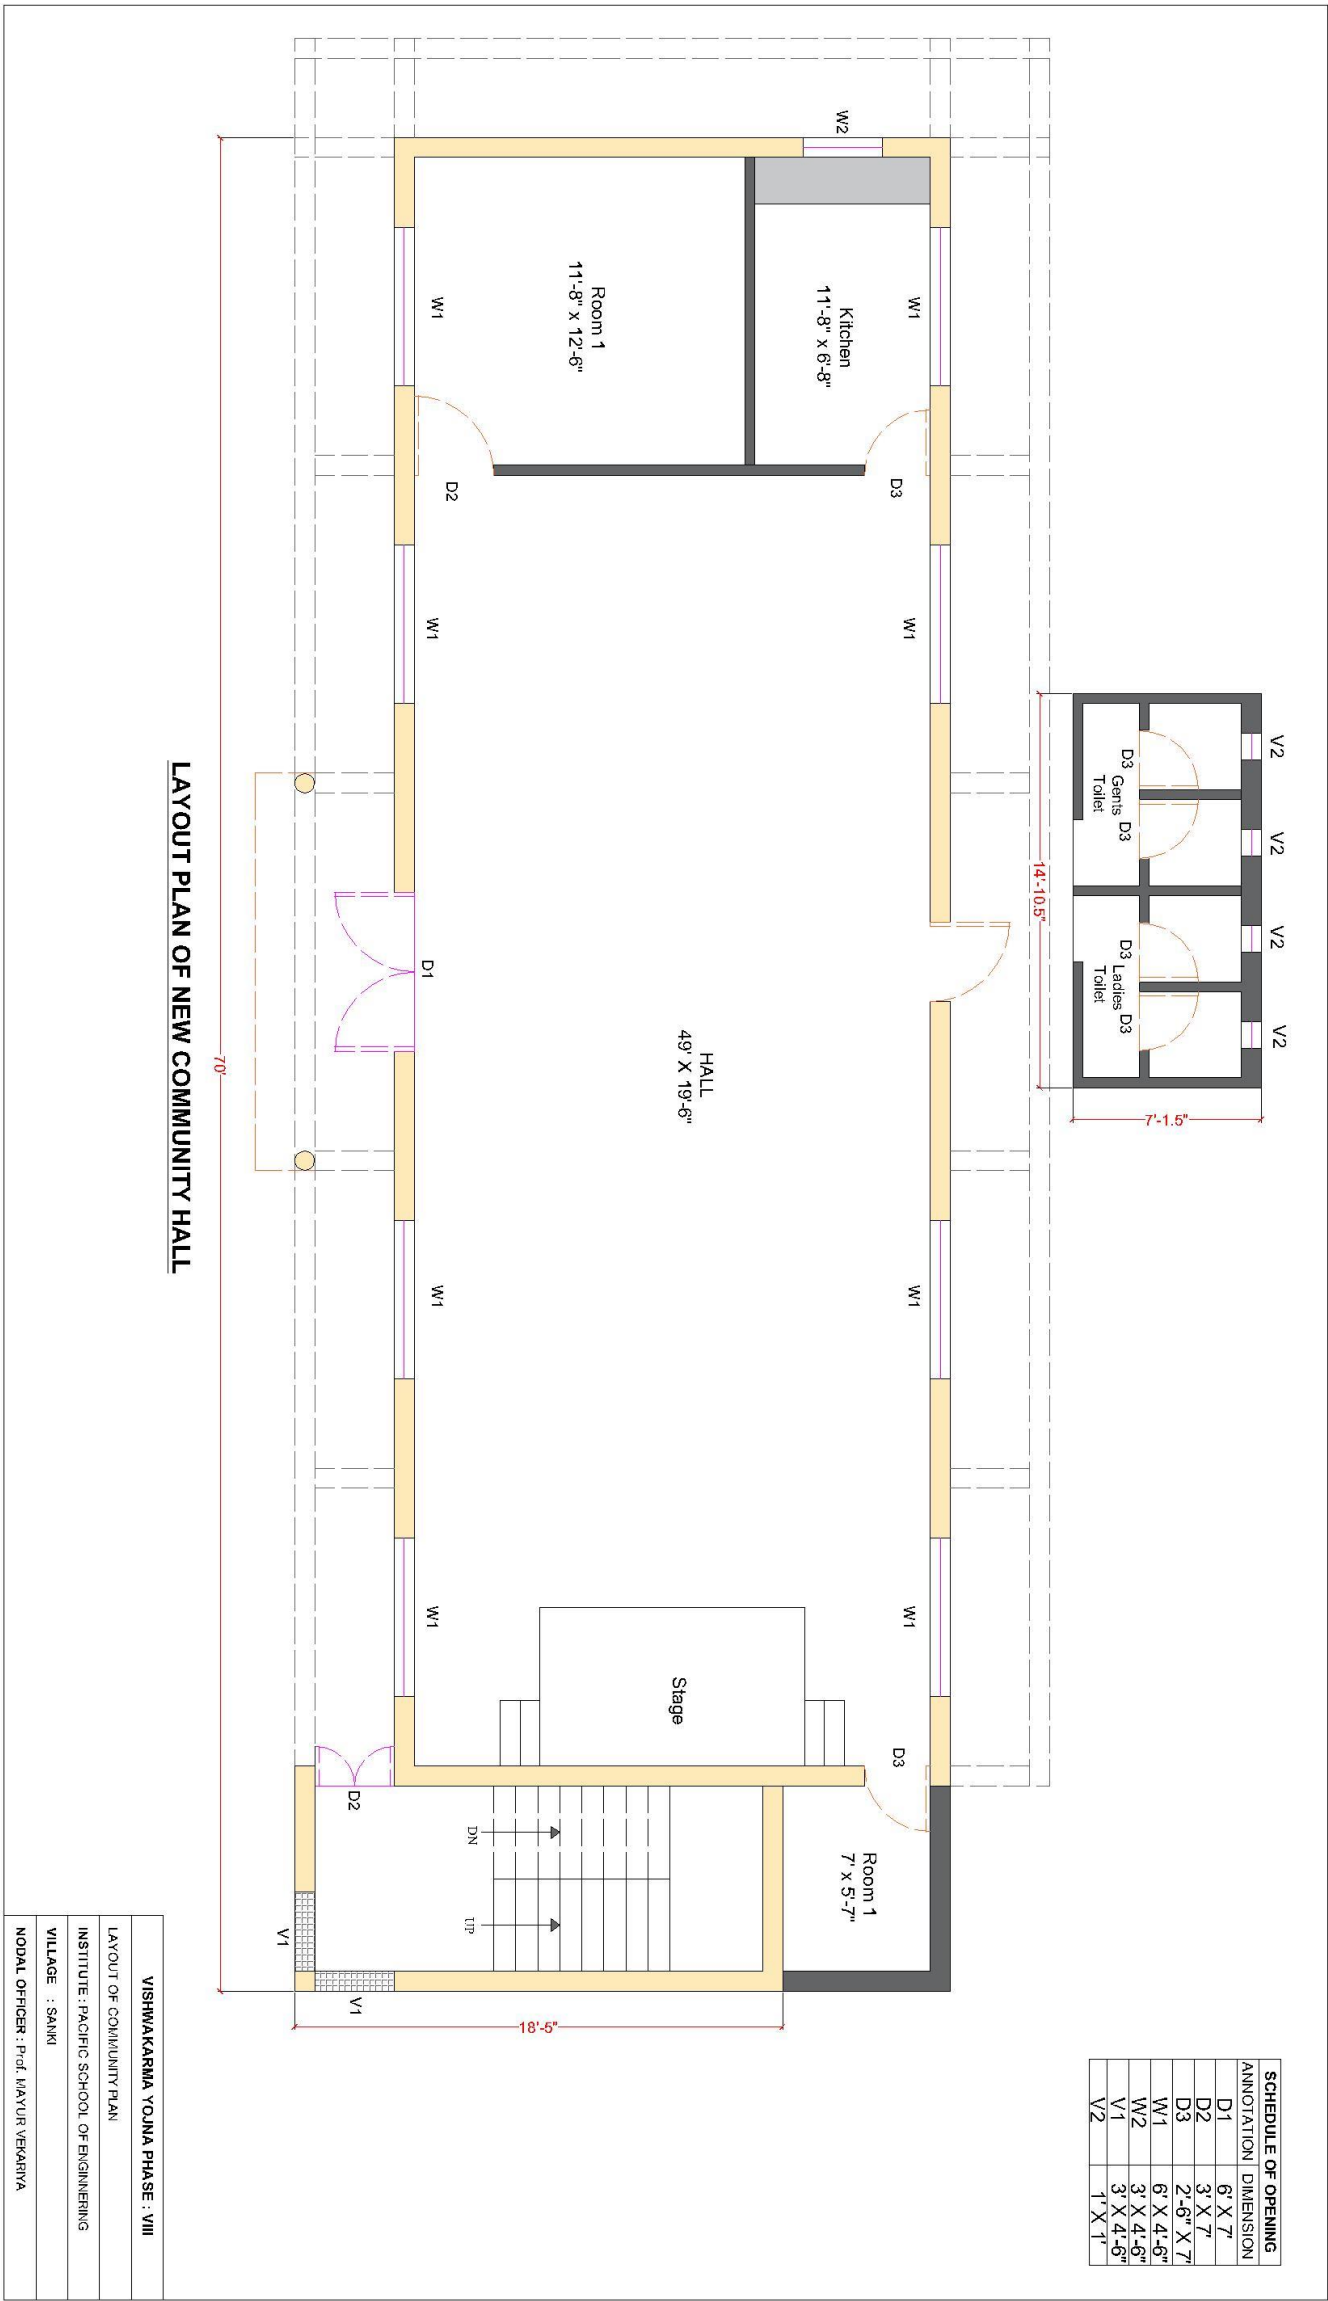 V2
V2
V2
V2
D3
Gents
Toilet
D3
D3
Ladies
Toilet
D3
14'-10.5"
7'-1.5"
W2
W1
Kitchen
11'-8" x 6'-8"
Room 1
11'-8" x 12'-6"
W1
D3
D2
W1
W1
D1
HALL
49' X 19'-6"
W1
W1
W1
W1
Stage
D3
Room 1
7' x 5'-7"
D2
DN
UP
V1
V1
18'-5"
70'
LAYOUT PLAN OF NEW COMMUNITY HALL
SCHEDULE OF OPENING
ANNOTATION DIMENSION
D1 6' X 7'
D2 3' X 7'
D3 2'-6" X 7'
W1 6' X 4'-6"
W2 3' X 4'-6"
V1 3' X 4'-6"
V2 1' X 1'
VISHWAKARMA YOJNA PHASE : VIII
LAYOUT OF COMMUNITY PLAN
INSTITUTE : PACIFIC SCHOOL OF ENGINNERING
VILLAGE : SANKI
NODAL OFFICER : Prof. MAYUR VEKARIYA